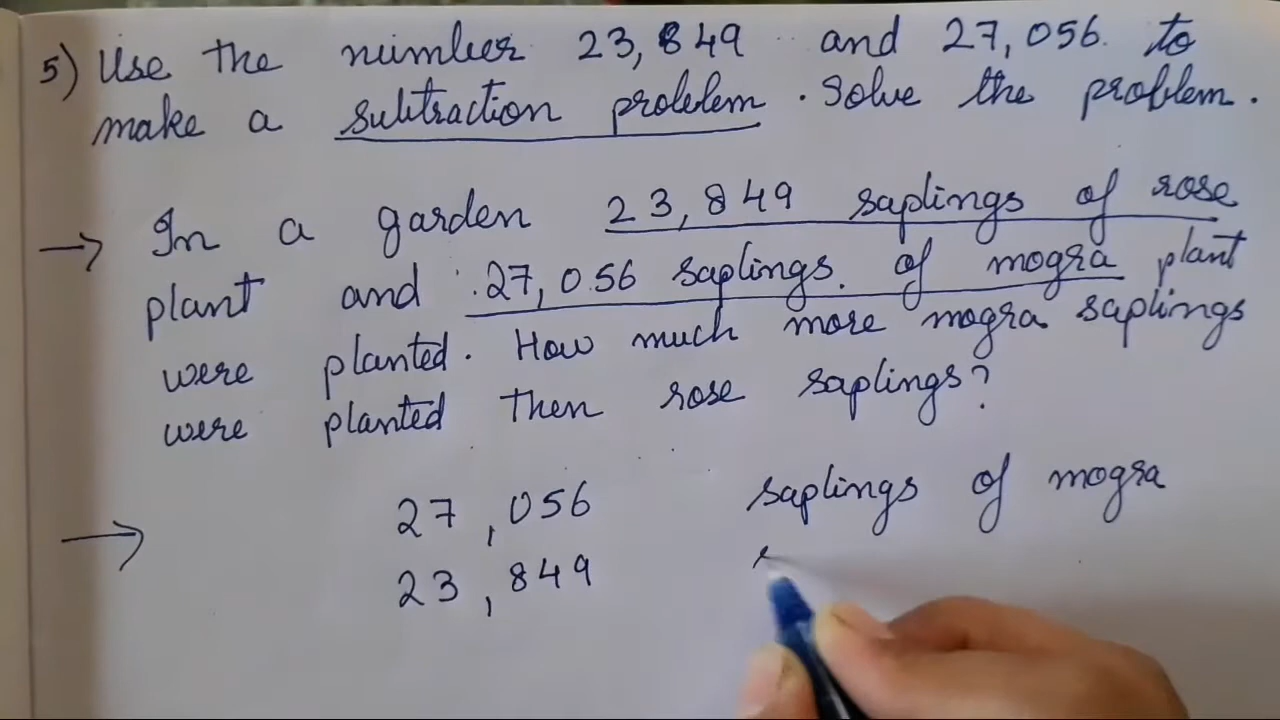 5) Use the number 23,849 and 27,056 to
make a subtraction problem. Solve the problem.
→ In a garden 23,849 saplings of rose
plant and 27,056 saplings of mogra plant
were planted. How much more mogra saplings
were planted then rose saplings?
→ 27,056 saplings of mogra
23,849